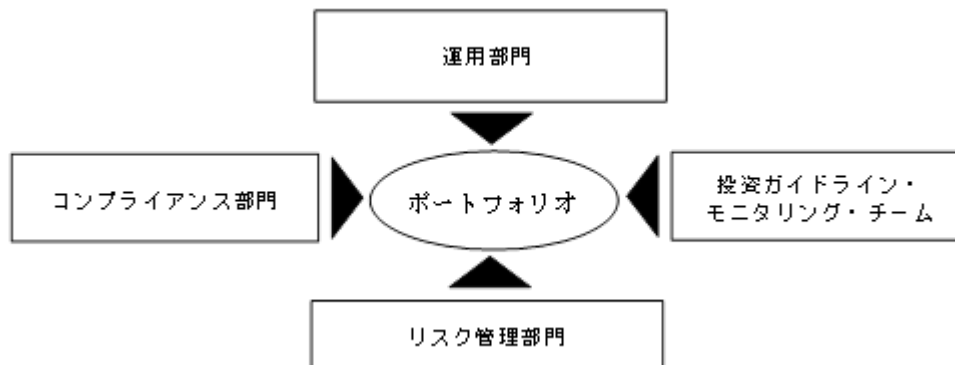 運用部門
コンプライアンス部門
ポートフォリオ
投資ガイドライン・
モニタリング・チーム
リスク管理部門